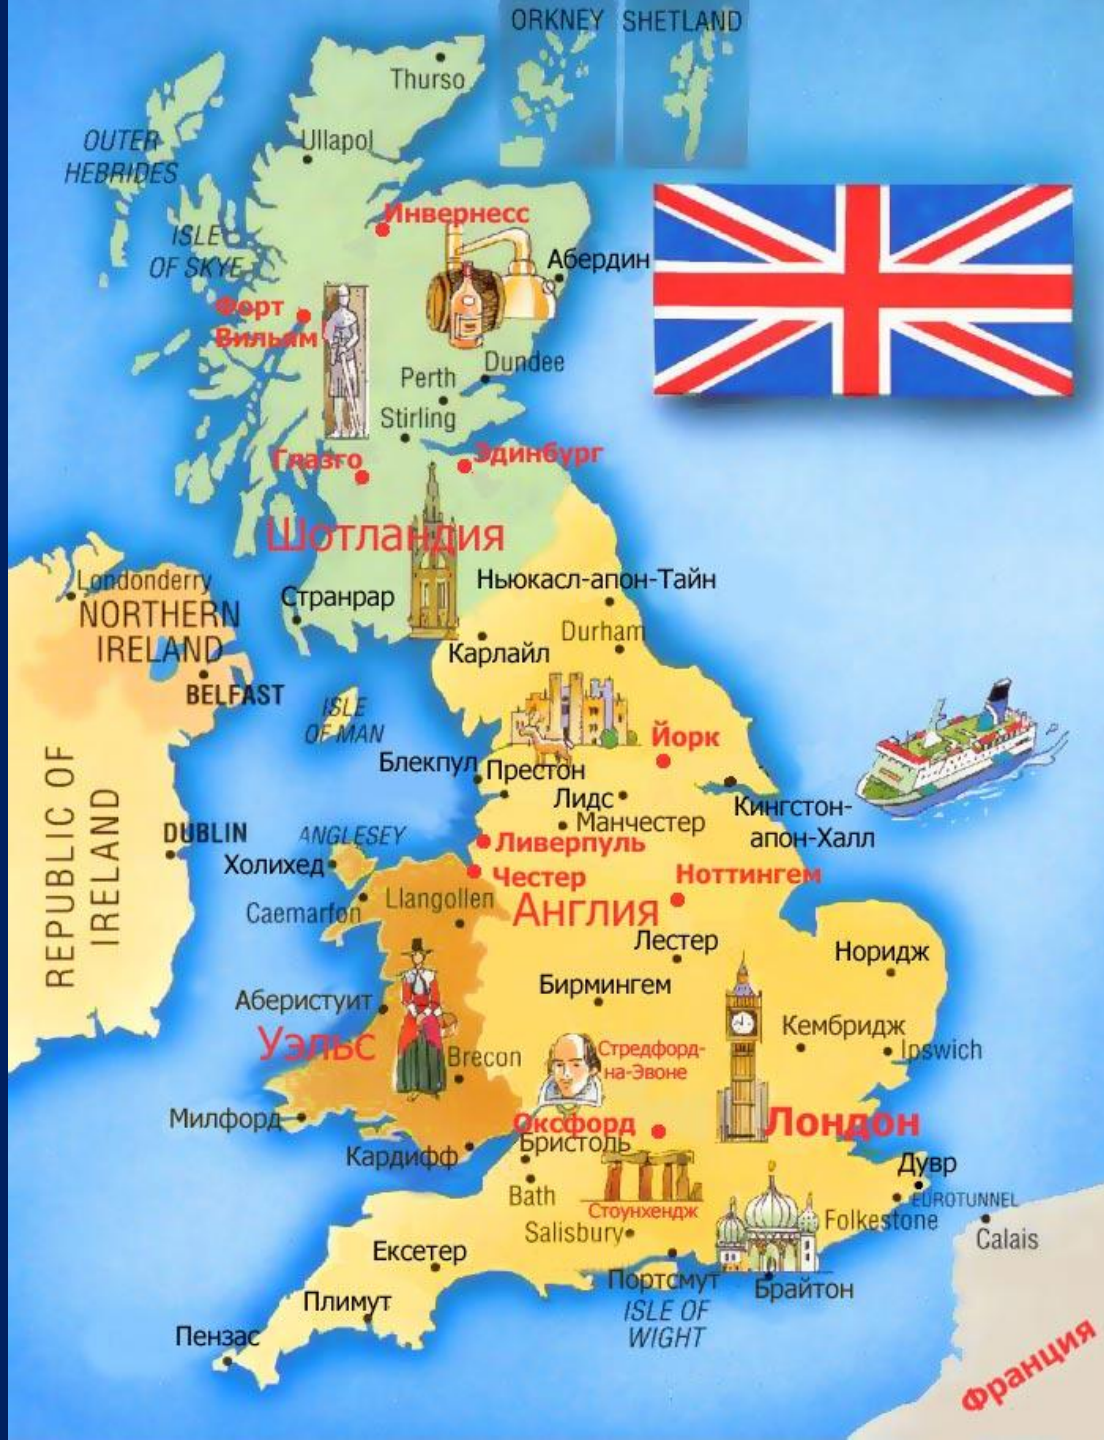 ORKNEY
SHETLAND
Thurso
OUTER
HEBRIDES
Ullapol
Инвернесс
ISLE
OF SKYE
Абердин
Форт
Вильям
Dundee
Perth
Stirling
Глазго
Эдинбург
Шотландия
Londonderry
NORTHERN
IRELAND
Странрар
Ньюкасл-апон-Тайн
Durham
Карлайл
BELFAST
ISLE
OF MAN
Йорк
Блекпул
Престон
Лидс
Кингстон-
апон-Халл
Манчестер
REPUBLIC OF
IRELAND
DUBLIN
ANGLESEY
Ливерпуль
Холихед
Честер
Ноттингем
Llangollen
Caemarfon
Англия
Лестер
Норидж
Бирмингем
Аберистуит
Кембридж
Уэльс
Brecon
Стредфорд-
на-Эвоне
Ipswich
Милфорд
Оксфорд
Лондон
Бристоль
Кардифф
Дувр
Bath
EUROTUNNEL
Стоунхендж
Folkestone
Salisbury
Calais
Ексетер
Портсмут
Брайтон
Плимут
ISLE OF
WIGHT
Пензас
Франция